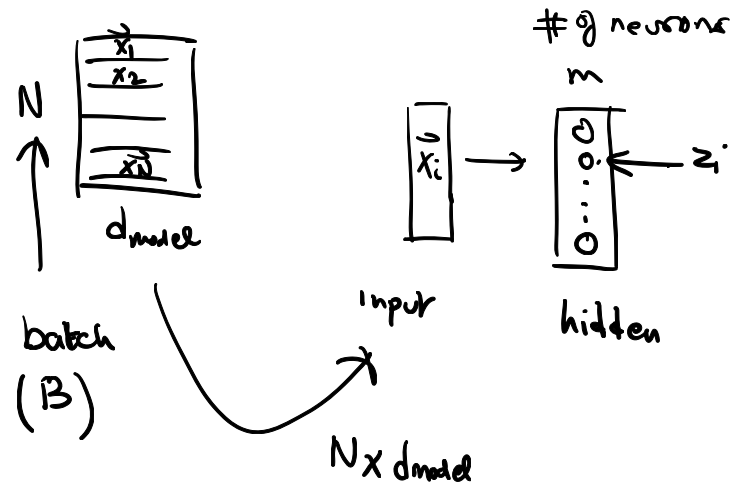 # of neurons
m
x₁
x₂
N
xN
xᵢ
zᵢ
dmodel
input
hidden
batch
(B)
N x dmodel